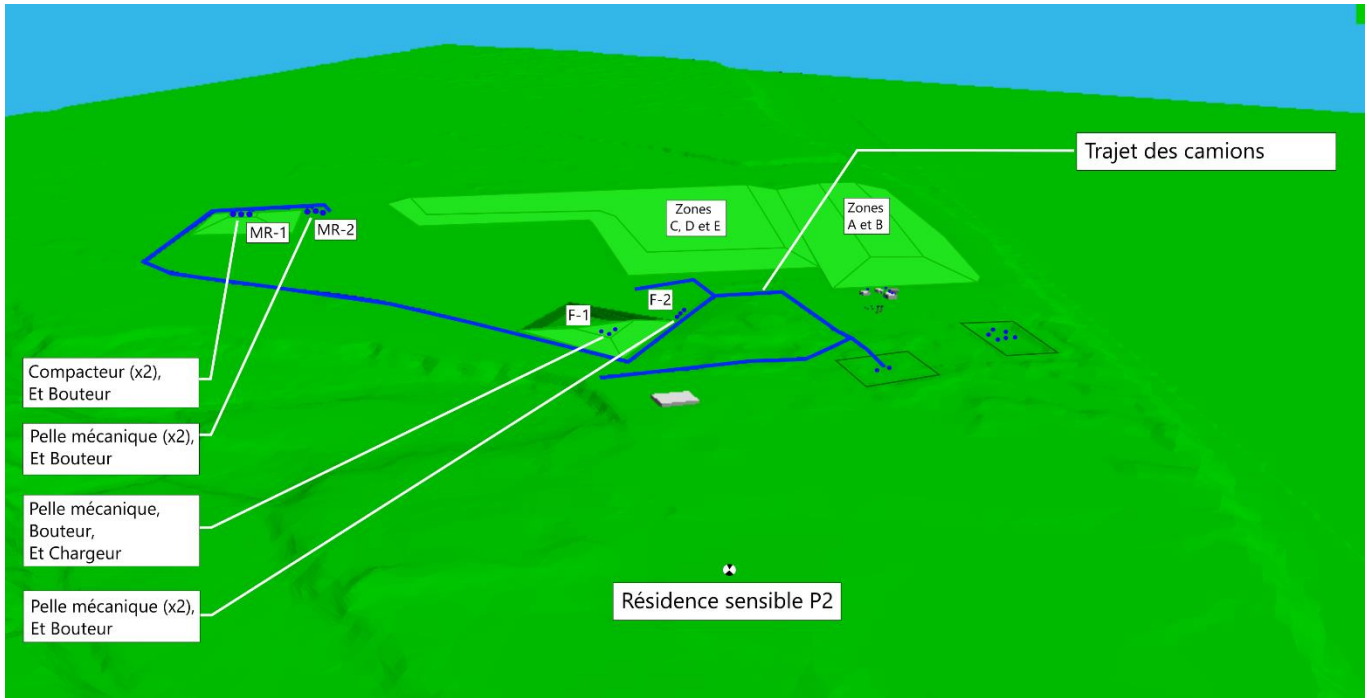 Trajet des camions
Zones
C, D et E
Zones
A et B
MR-1
MR-2
F-1
F-2
Compacteur (x2),
Et Bouteur
Pelle mécanique (x2),
Et Bouteur
Pelle mécanique,
Bouteur,
Et Chargeur
Pelle mécanique (x2),
Et Bouteur
Résidence sensible P2